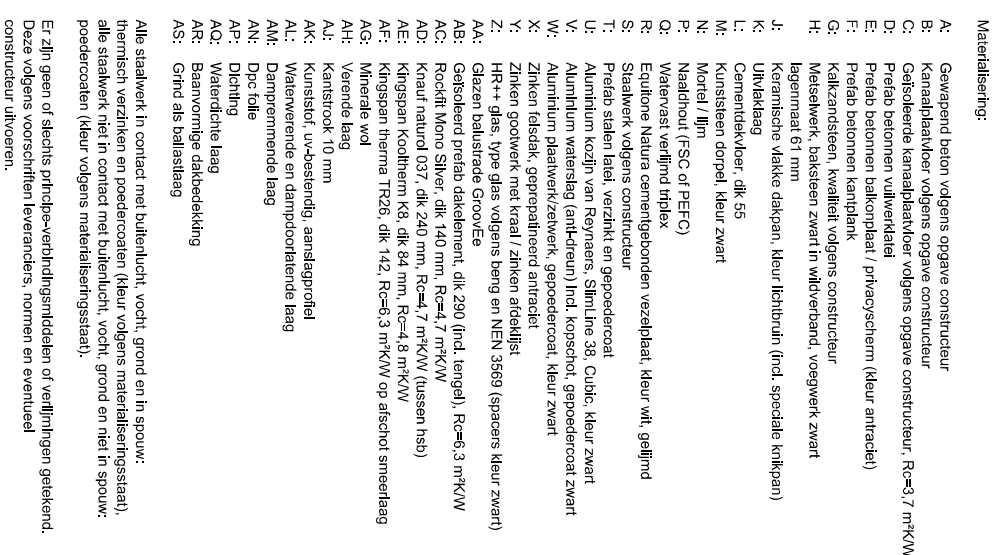 Materialisering:
A: Gewapend beton volgens opgave constructeur
B: Kanaalplaatvloer volgens opgave constructeur
C: Geïsoleerde kanaalplaatvloer volgens opgave constructeur, Rc=3,7 m²K/W
D: Prefab betonnen vuilwerklatei
E: Prefab betonnen balkonplaat / privacyscherm (kleur antraciet)
F: Prefab betonnen kantplank
G: Kalkzandsteen, kwaliteit volgens constructeur
H: Metselwerk, baksteen zwart in wildverband, voegwerk zwart
lagenmaat 61 mm
J: Keramische vlakke dakpan, kleur lichtbruin (incl. speciale knikpan)
K: Uitvlaklaag
L: Cementdekvloer, dik 55
M: Kunststeen dorpel, kleur zwart
N: Mortel / lijm
P: Naaldhout (FSC of PEFC)
Q: Watervast verlijmd triplex
R: Equitone Natura cementgebonden vezelplaat, kleur wit, gelijmd
S: Staalwerk volgens constructeur
T: Prefab stalen latei, verzinkt en gepoedercoat
U: Aluminium kozijn van Reynaers, SlimLine 38, Cubic, kleur zwart
V: Aluminium waterslag (anti-dreun) incl. kopschot, gepoedercoat zwart
W: Aluminium plaatwerk/zetwerk, gepoedercoat, kleur zwart
X: Zinken felsdak, geprepatineerd antraciet
Y: Zinken gootwerk met kraal / zinken afdeklijst
Z: HR++ glas, type glas volgens beng en NEN 3569 (spacers kleur zwart)
AA: Glazen balustrade GroovEe
AB: Geïsoleerd prefab dakelement, dik 290 (incl. tengel), Rc=6,3 m²K/W
AC: Rockfit Mono Silver, dik 140 mm, Rc=4,7 m²K/W
AD: Knauf naturol 037, dik 240 mm, Rc=4,7 m²K/W (tussen hsb)
AE: Kingspan Kooltherm K8, dik 84 mm, Rc=4,8 m²K/W
AF: Kingspan therma TR26, dik 142, Rc=6,3 m²K/W op afschot smeerlaag
AG: Minerale wol
AH: Verende laag
AJ: Kantstrook 10 mm
AK: Kunststof, uv-bestendig, aanslagprofiel
AL: Waterwerende en dampdoorlatende laag
AM: Dampremmende laag
AN: Dpc folie
AP: Dichting
AQ: Waterdichte laag
AR: Baanvormige dakbedekking
AS: Grind als ballastlaag
Alle staalwerk in contact met buitenlucht, vocht, grond en in spouw:
thermisch verzinken en poedercoaten (kleur volgens materialiseringsstaat),
alle staalwerk niet in contact met buitenlucht, vocht, grond en niet in spouw:
poedercoaten (kleur volgens materialiseringsstaat).
Er zijn geen of slechts principe-verbindingsmiddelen of verlijmingen getekend.
Deze volgens voorschriften leveranciers, normen en eventueel
constructeur uitvoeren.